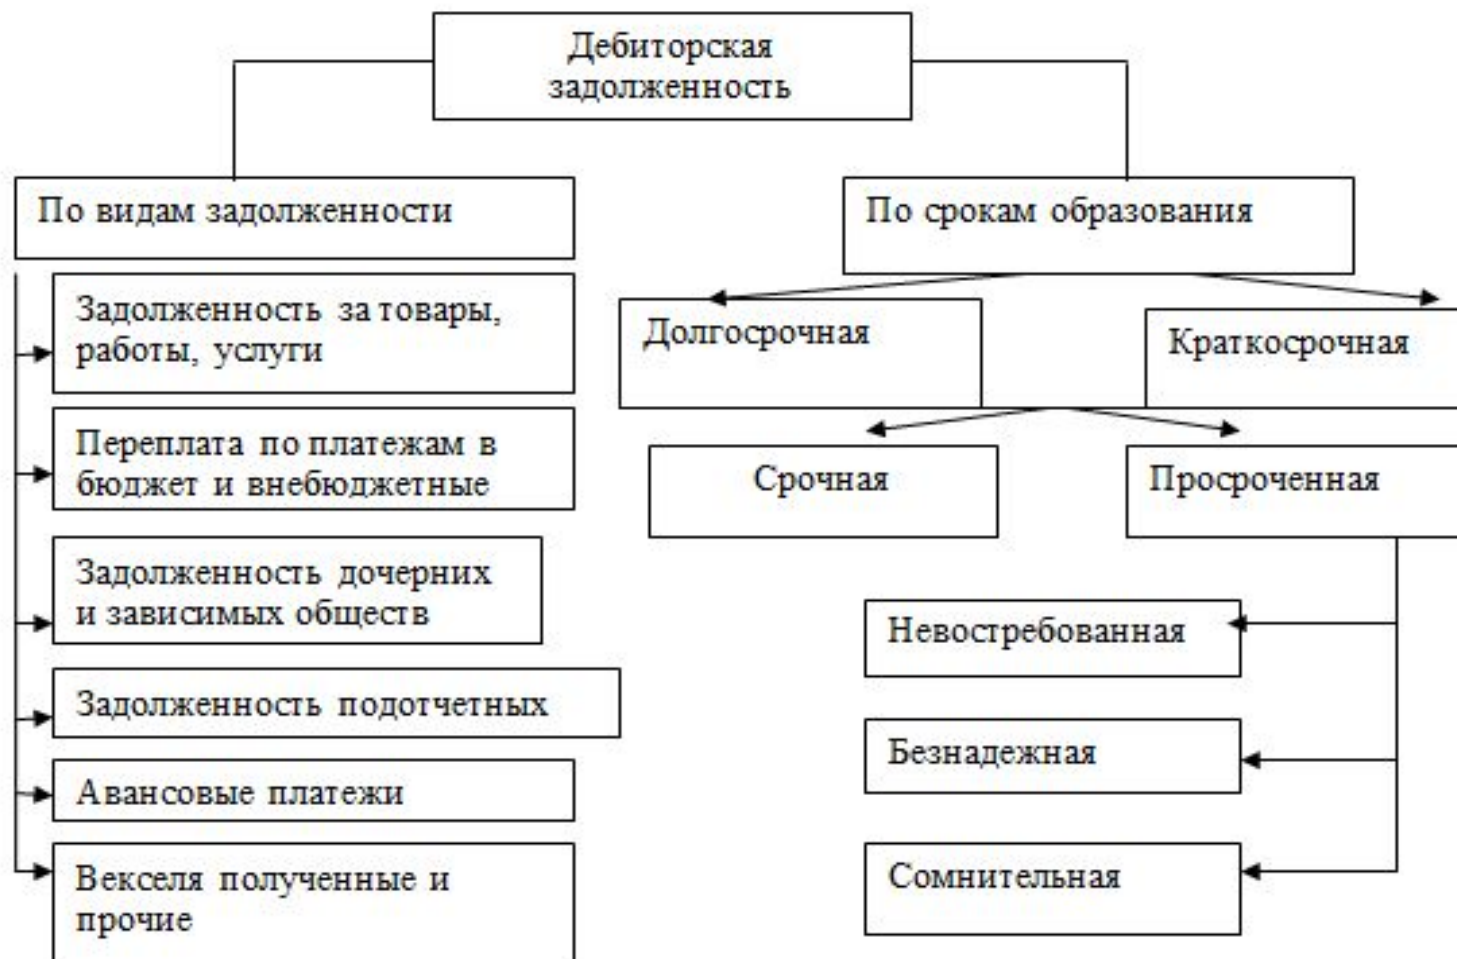 Дебиторская
задолженность
По видам задолженности
Задолженность за товары,
работы, услуги
Переплата по платежам в
бюджет и внебюджетные
Задолженность дочерних
и зависимых обществ
Задолженность подотчетных
Авансовые платежи
Векселя полученные и
прочие
По срокам образования
Долгосрочная
Краткосрочная
Срочная
Просроченная
Невостребованная
Безнадежная
Сомнительная